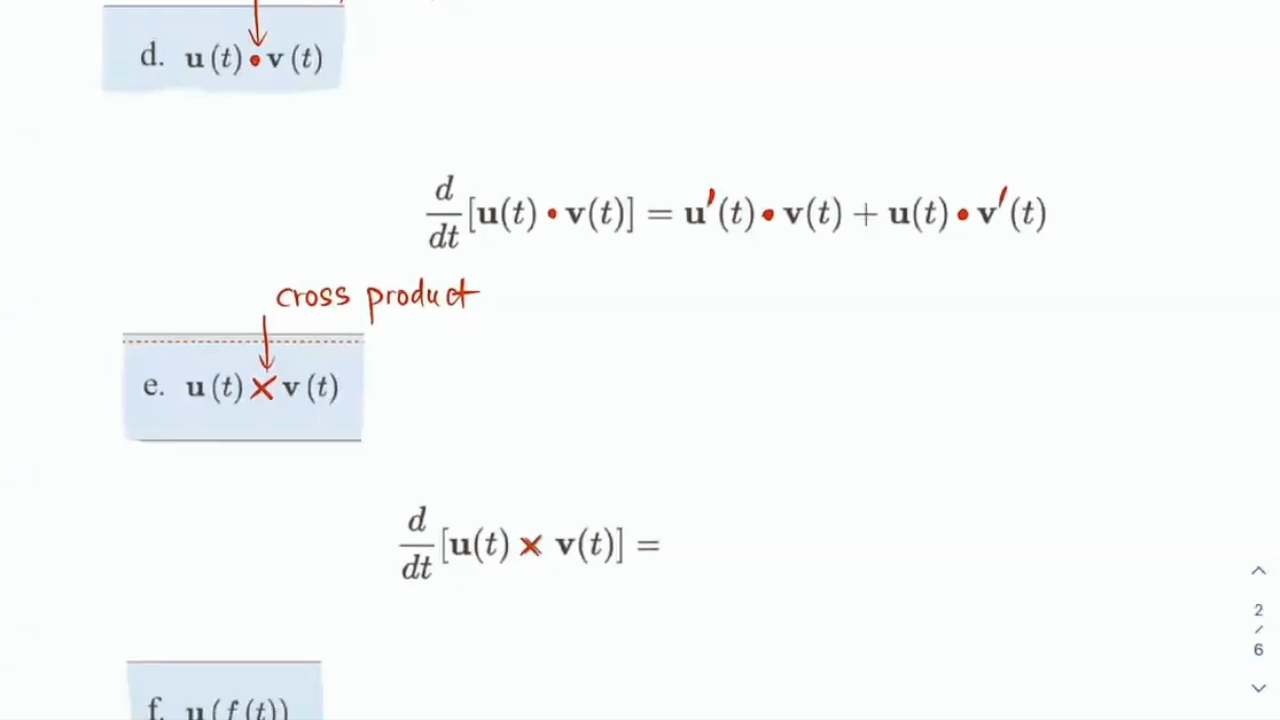 d. u(t)•v(t)
d/dt [u(t)•v(t)] = u′(t)•v(t) + u(t)•v′(t)
cross product
e. u(t)×v(t)
d/dt [u(t)×v(t)] =
2
/
6
f. u(f(t))